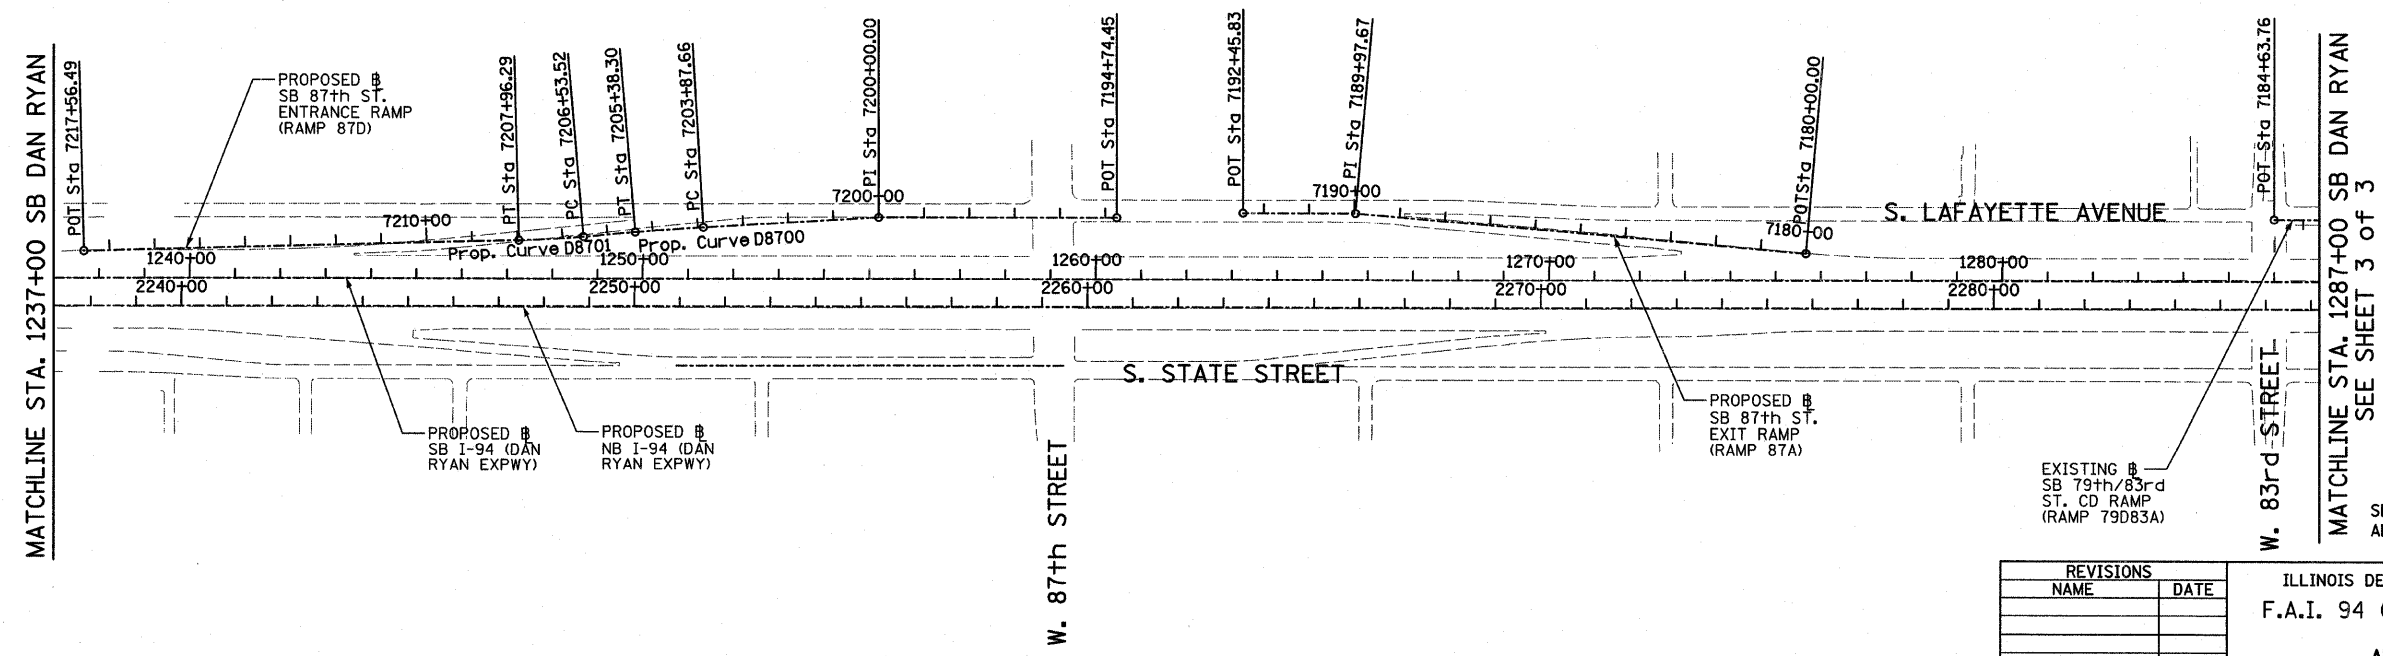 MATCHLINE STA. 1237+00 SB DAN RYAN
POT Sta 7217+56.49
PROPOSED ℄
SB 87th ST.
ENTRANCE RAMP
(RAMP 87D)
PT Sta 7207+96.29
PC Sta 7206+53.52
PT Sta 7205+38.30
PC Sta 7203+87.66
PI Sta 7200+00.00
POT Sta 7194+74.45
POT Sta 7192+45.83
PI Sta 7189+97.67
POTSta 7180+00.00
POT Sta 7184+63.76
7210+00
7200+00
7190+00
7180+00
Prop. Curve D8701
Prop. Curve D8700
S. LAFAYETTE AVENUE
1240+00
1250+00
1260+00
1270+00
1280+00
2240+00
2250+00
2260+00
2270+00
2280+00
S. STATE STREET
PROPOSED ℄
SB I-94 (DAN
RYAN EXPWY)
PROPOSED ℄
NB I-94 (DAN
RYAN EXPWY)
W. 87th STREET
PROPOSED ℄
SB 87th ST.
EXIT RAMP
(RAMP 87A)
EXISTING ℄
SB 79th/83rd
ST. CD RAMP
(RAMP 79D83A)
W. 83rd STREET
MATCHLINE STA. 1287+00 SB DAN RYAN
SEE SHEET 3 of 3
REVISIONS
NAME DATE
ILLINOIS DE
F.A.I. 94